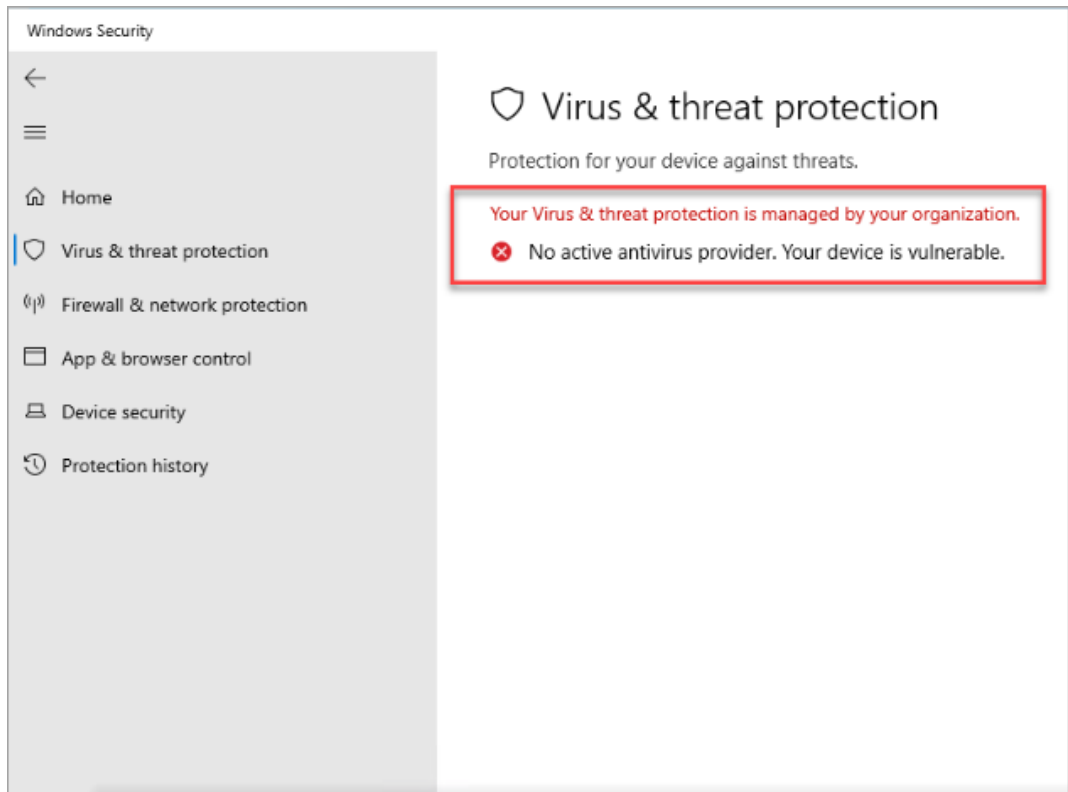 Windows Security
Home
Virus & threat protection
Firewall & network protection
App & browser control
Device security
Protection history
Virus & threat protection
Protection for your device against threats.
Your Virus & threat protection is managed by your organization.
No active antivirus provider. Your device is vulnerable.